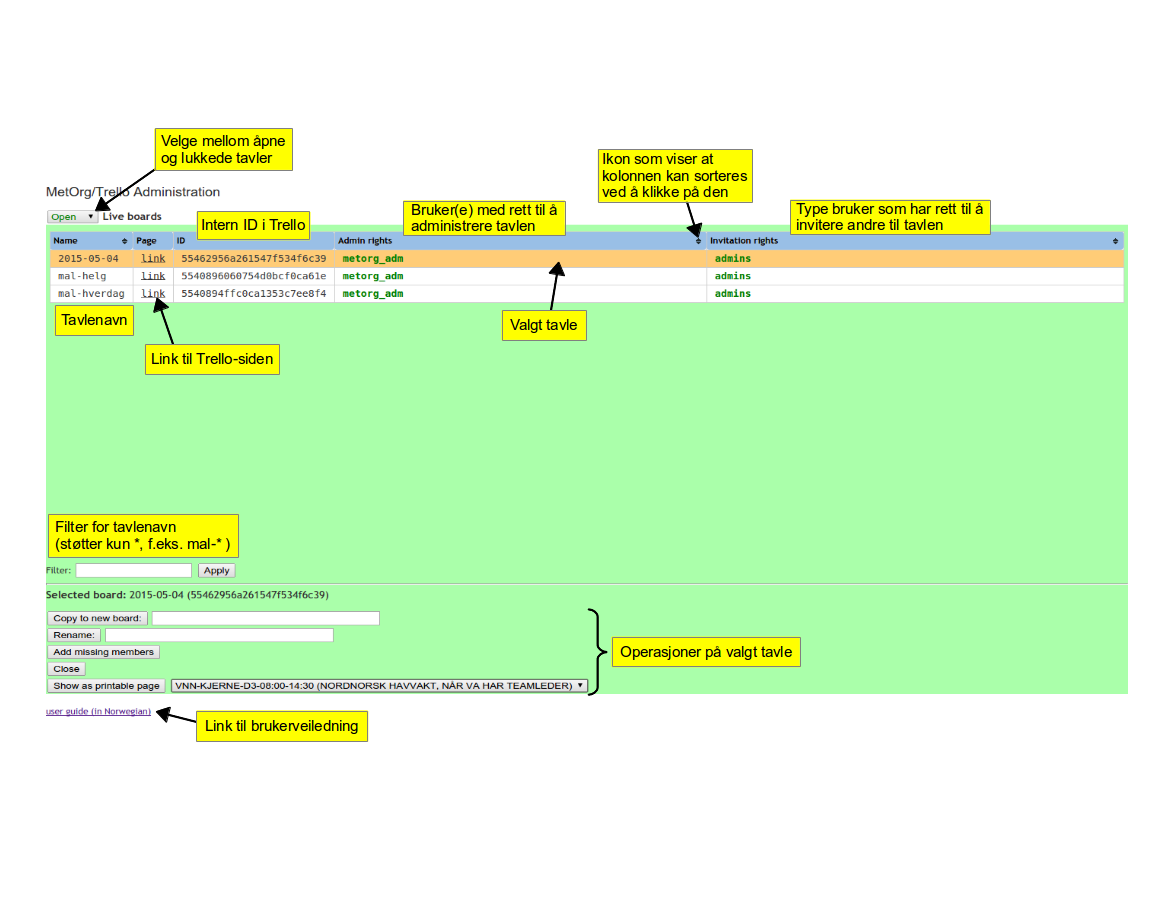 Velge mellom åpne
og lukkede tavler
Ikon som viser at
kolonnen kan sorteres
ved å klikke på den
MetOrg/Trello Administration
Open ▼ Live boards
Intern ID i Trello
Bruker(e) med rett til å
administrere tavlen
Type bruker som har rett til å
invitere andre til tavlen
Name Page ID Admin rights Invitation rights
2015-05-04 link 55462956a261547f534f6c39 metorg_adm admins
mal-helg link 5540896060754d0bcf0ca61e metorg_adm admins
mal-hverdag link 5540894ffc0ca1353c7ee8f4 metorg_adm admins
Tavlenavn
Valgt tavle
Link til Trello-siden
Filter for tavlenavn
(støtter kun *, f.eks. mal-* )
Filter: Apply
Selected board: 2015-05-04 (55462956a261547f534f6c39)
Copy to new board:
Rename:
Add missing members
Close
Operasjoner på valgt tavle
Show as printable page VNN-KJERNE-D3-08:00-14:30 (NORDNORSK HAVVAKT, NÅR VA HAR TEAMLEDER) ▼
user guide (in Norwegian)
Link til brukerveiledning